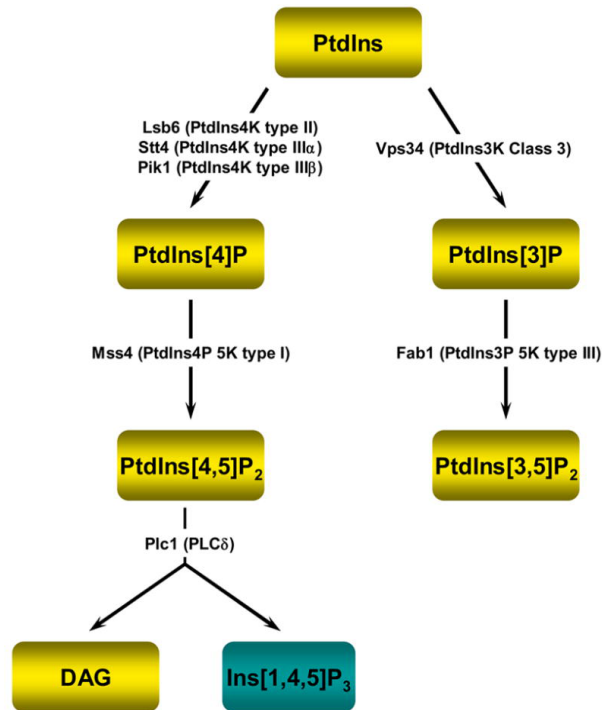 PtdIns
Lsb6 (PtdIns4K type II)
Stt4 (PtdIns4K type IIIα)
Pik1 (PtdIns4K type IIIβ)
Vps34 (PtdIns3K Class 3)
PtdIns[4]P
PtdIns[3]P
Mss4 (PtdIns4P 5K type I)
Fab1 (PtdIns3P 5K type III)
PtdIns[4,5]P₂
PtdIns[3,5]P₂
Plc1 (PLCδ)
DAG
Ins[1,4,5]P₃